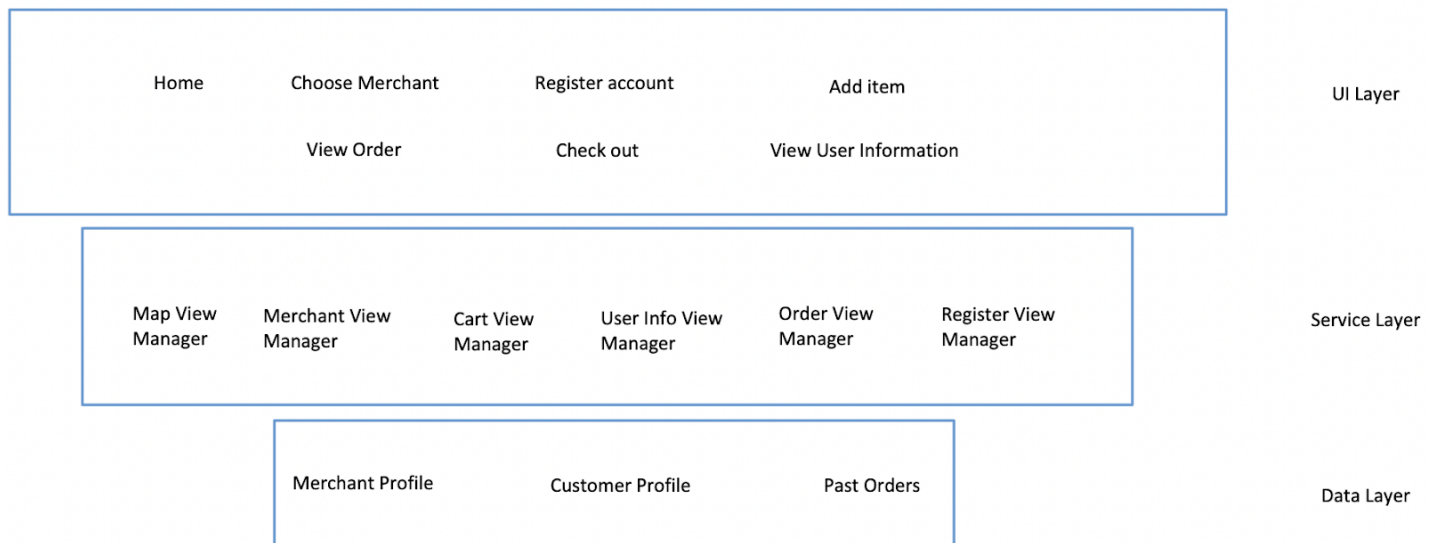 Home
Choose Merchant
Register account
Add item
UI Layer
View Order
Check out
View User Information
Map View
Manager
Merchant View
Manager
Cart View
Manager
User Info View
Manager
Order View
Manager
Register View
Manager
Service Layer
Merchant Profile
Customer Profile
Past Orders
Data Layer